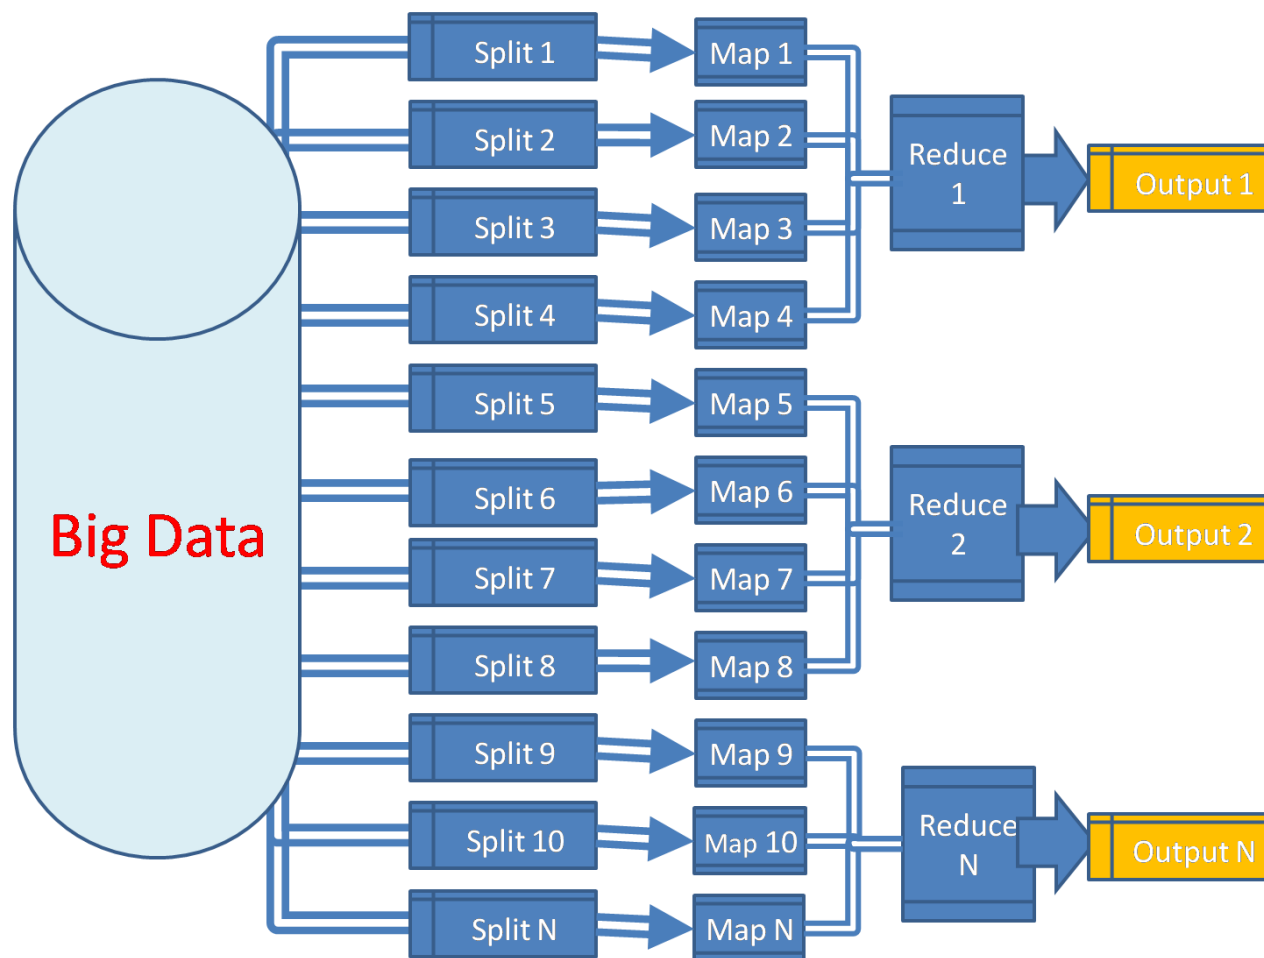 Big Data
Split 1
Map 1
Split 2
Map 2
Split 3
Map 3
Split 4
Map 4
Reduce
1
Output 1
Split 5
Map 5
Split 6
Map 6
Split 7
Map 7
Split 8
Map 8
Reduce
2
Output 2
Split 9
Map 9
Split 10
Map 10
Split N
Map N
Reduce
N
Output N